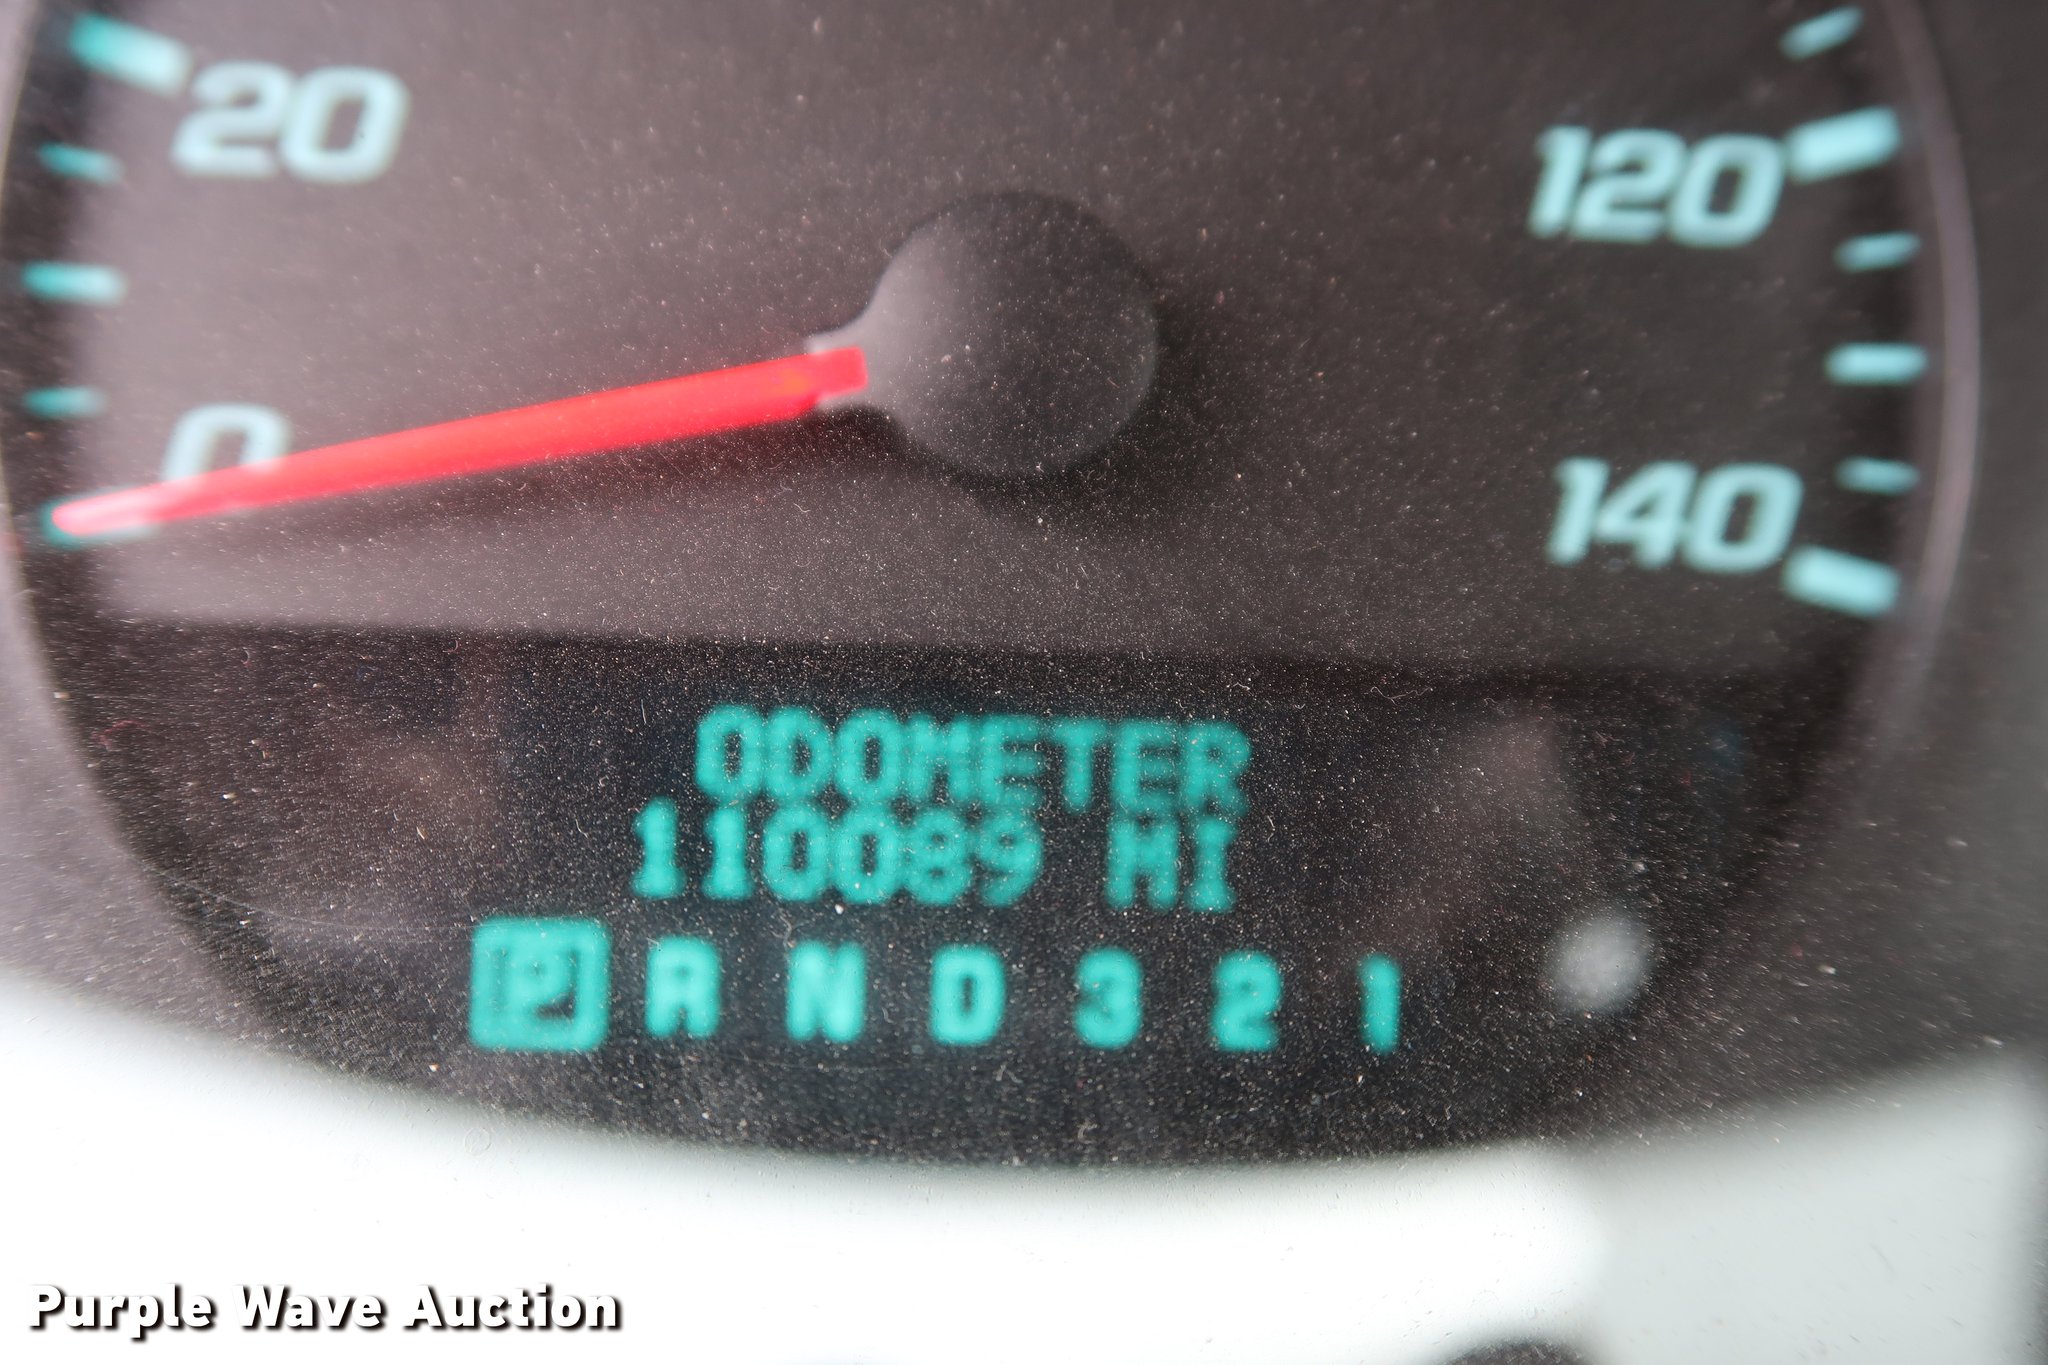 20
120
0
140
ODOMETER
110089 MI
P R N D 3 2 1
Purple Wave Auction